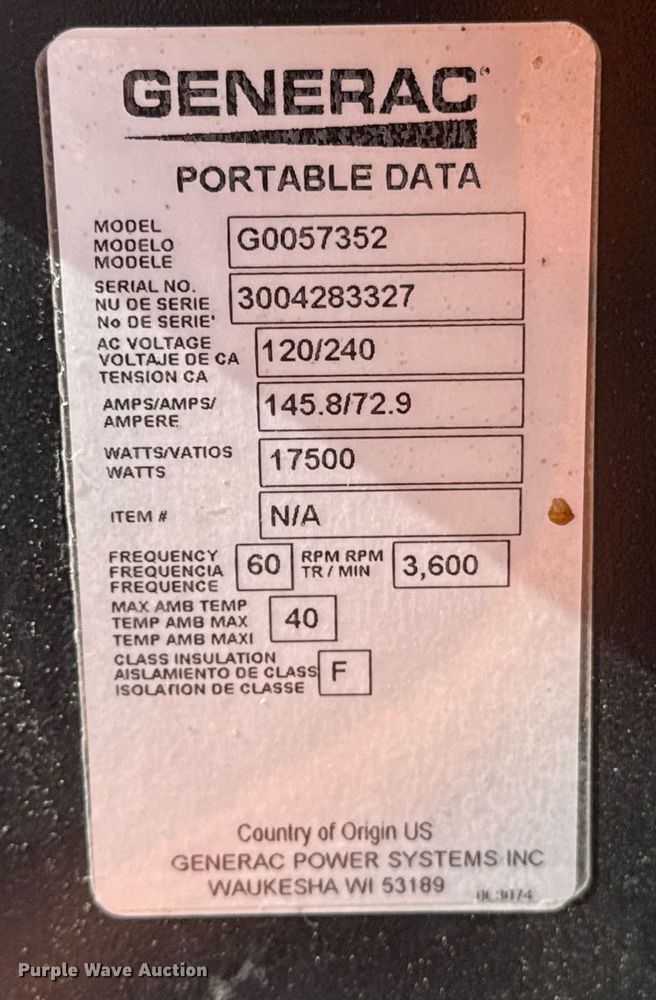 GENERAC
PORTABLE DATA
MODEL
MODELO
MODELE
G0057352
SERIAL NO.
NU DE SERIE
No DE SERIE'
3004283327
AC VOLTAGE
VOLTAJE DE CA
TENSION CA
120/240
AMPS/AMPS/
AMPERE
145.8/72.9
WATTS/VATIOS
WATTS
17500
ITEM #
N/A
FREQUENCY
FREQUENCIA
FREQUENCE
60
RPM RPM
TR / MIN
3,600
MAX AMB TEMP
TEMP AMB MAX
TEMP AMB MAXI
40
CLASS INSULATION
AISLAMIENTO DE CLASS
ISOLATION DE CLASSE
F
Country of Origin US
GENERAC POWER SYSTEMS INC
WAUKESHA WI 53189
Purple Wave Auction